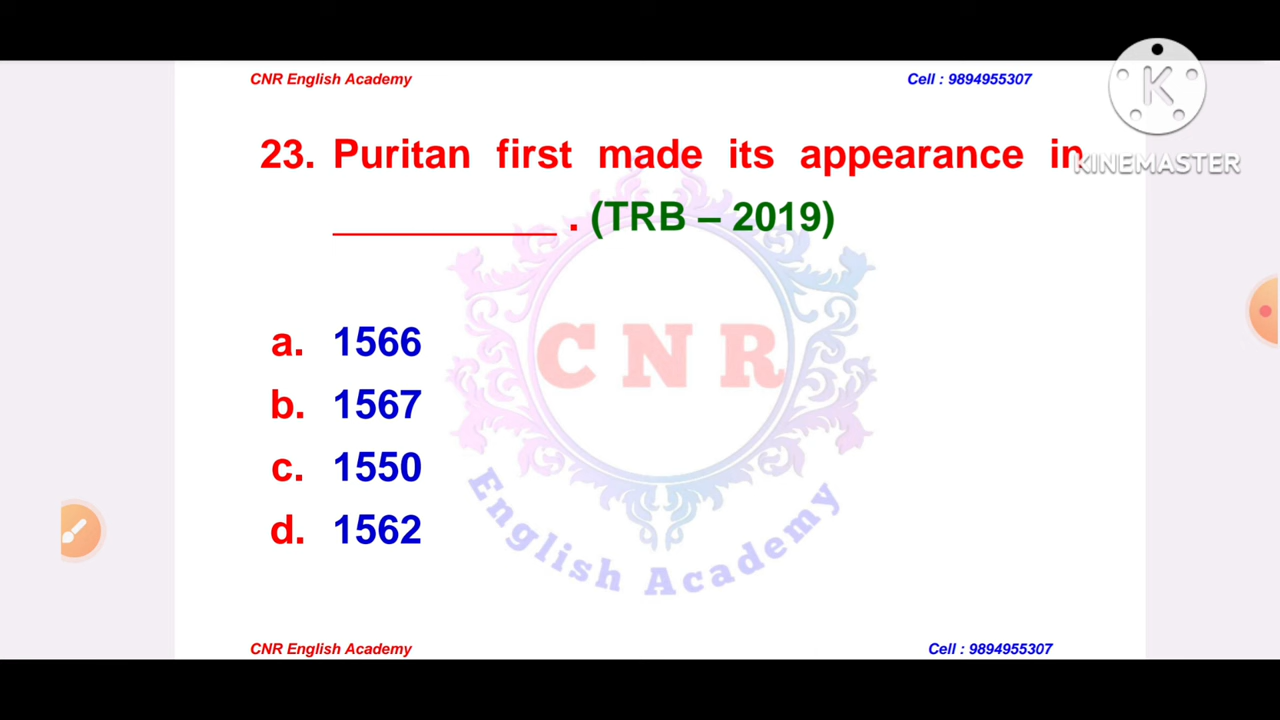 CNR English Academy Cell : 9894955307
23. Puritan first made its appearance in
____________ . (TRB – 2019)
K
KINEMASTER
a. 1566
b. 1567
c. 1550
d. 1562
CNR
English Academy
CNR English Academy Cell : 9894955307